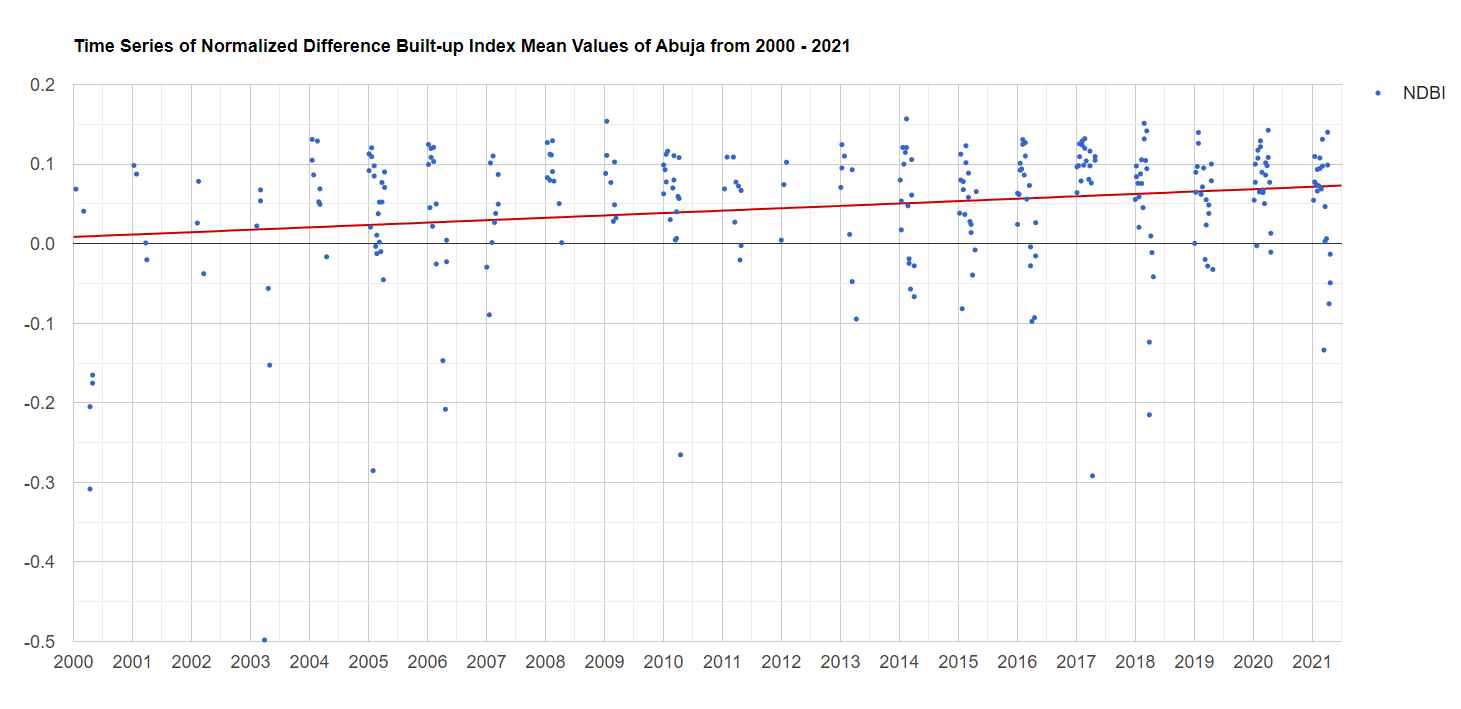 Time Series of Normalized Difference Built-up Index Mean Values of Abuja from 2000 - 2021
NDBI
0.2
0.1
0.0
-0.1
-0.2
-0.3
-0.4
-0.5
2000 2001 2002 2003 2004 2005 2006 2007 2008 2009 2010 2011 2012 2013 2014 2015 2016 2017 2018 2019 2020 2021